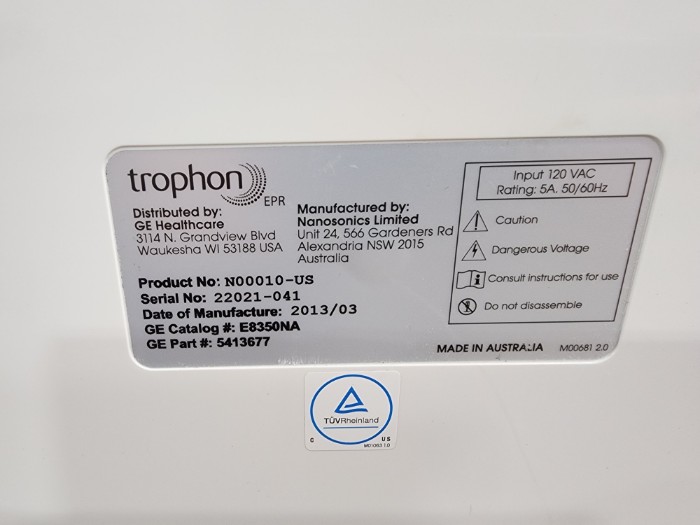 trophon
EPR
Distributed by:
GE Healthcare
3114 N. Grandview Blvd
Waukesha WI 53188 USA
Manufactured by:
Nanosonics Limited
Unit 24, 566 Gardeners Rd
Alexandria NSW 2015
Australia
Product No: N00010-US
Serial No: 22021-041
Date of Manufacture: 2013/03
GE Catalog #: E8350NA
GE Part #: 5413677
Input 120 VAC
Rating: 5A. 50/60Hz
Caution
Dangerous Voltage
Consult instructions for use
Do not disassemble
MADE IN AUSTRALIA M00681 2.0
TÜVRheinland
C US